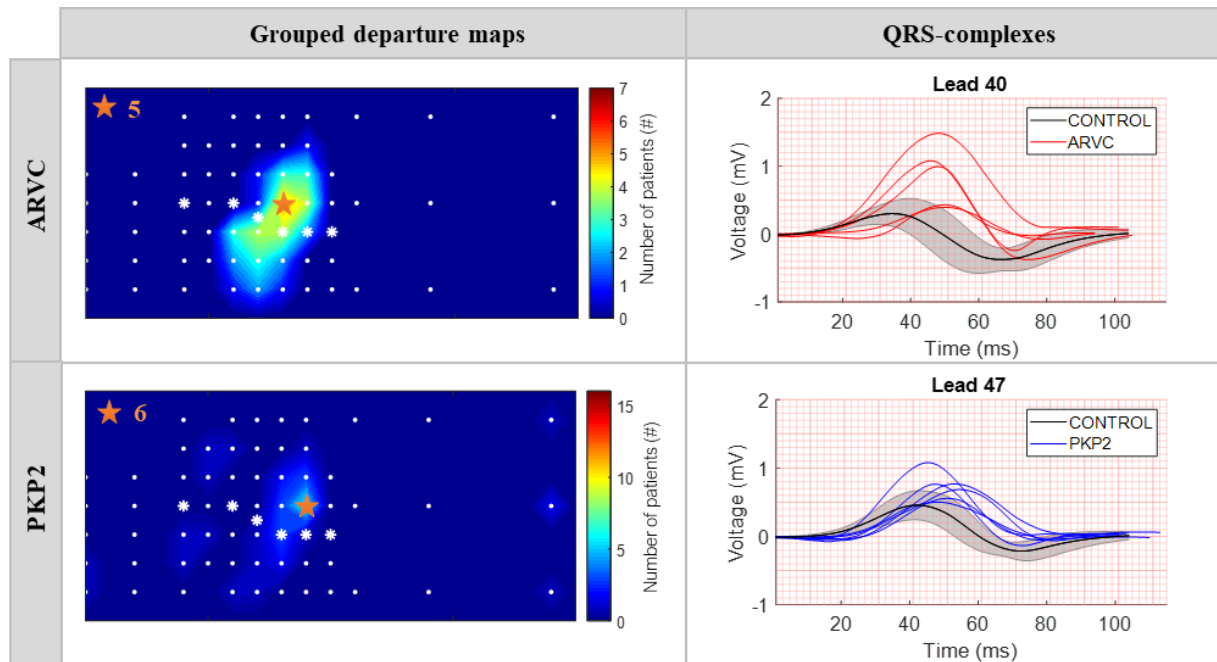 Grouped departure maps
QRS-complexes
ARVC
5
7
6
5
4
3
2
1
0
Number of patients (#)
Lead 40
2
1
0
-1
Voltage (mV)
CONTROL
ARVC
20 40 60 80 100
Time (ms)
PKP2
6
15
10
5
0
Number of patients (#)
Lead 47
2
1
0
-1
Voltage (mV)
CONTROL
PKP2
20 40 60 80 100
Time (ms)